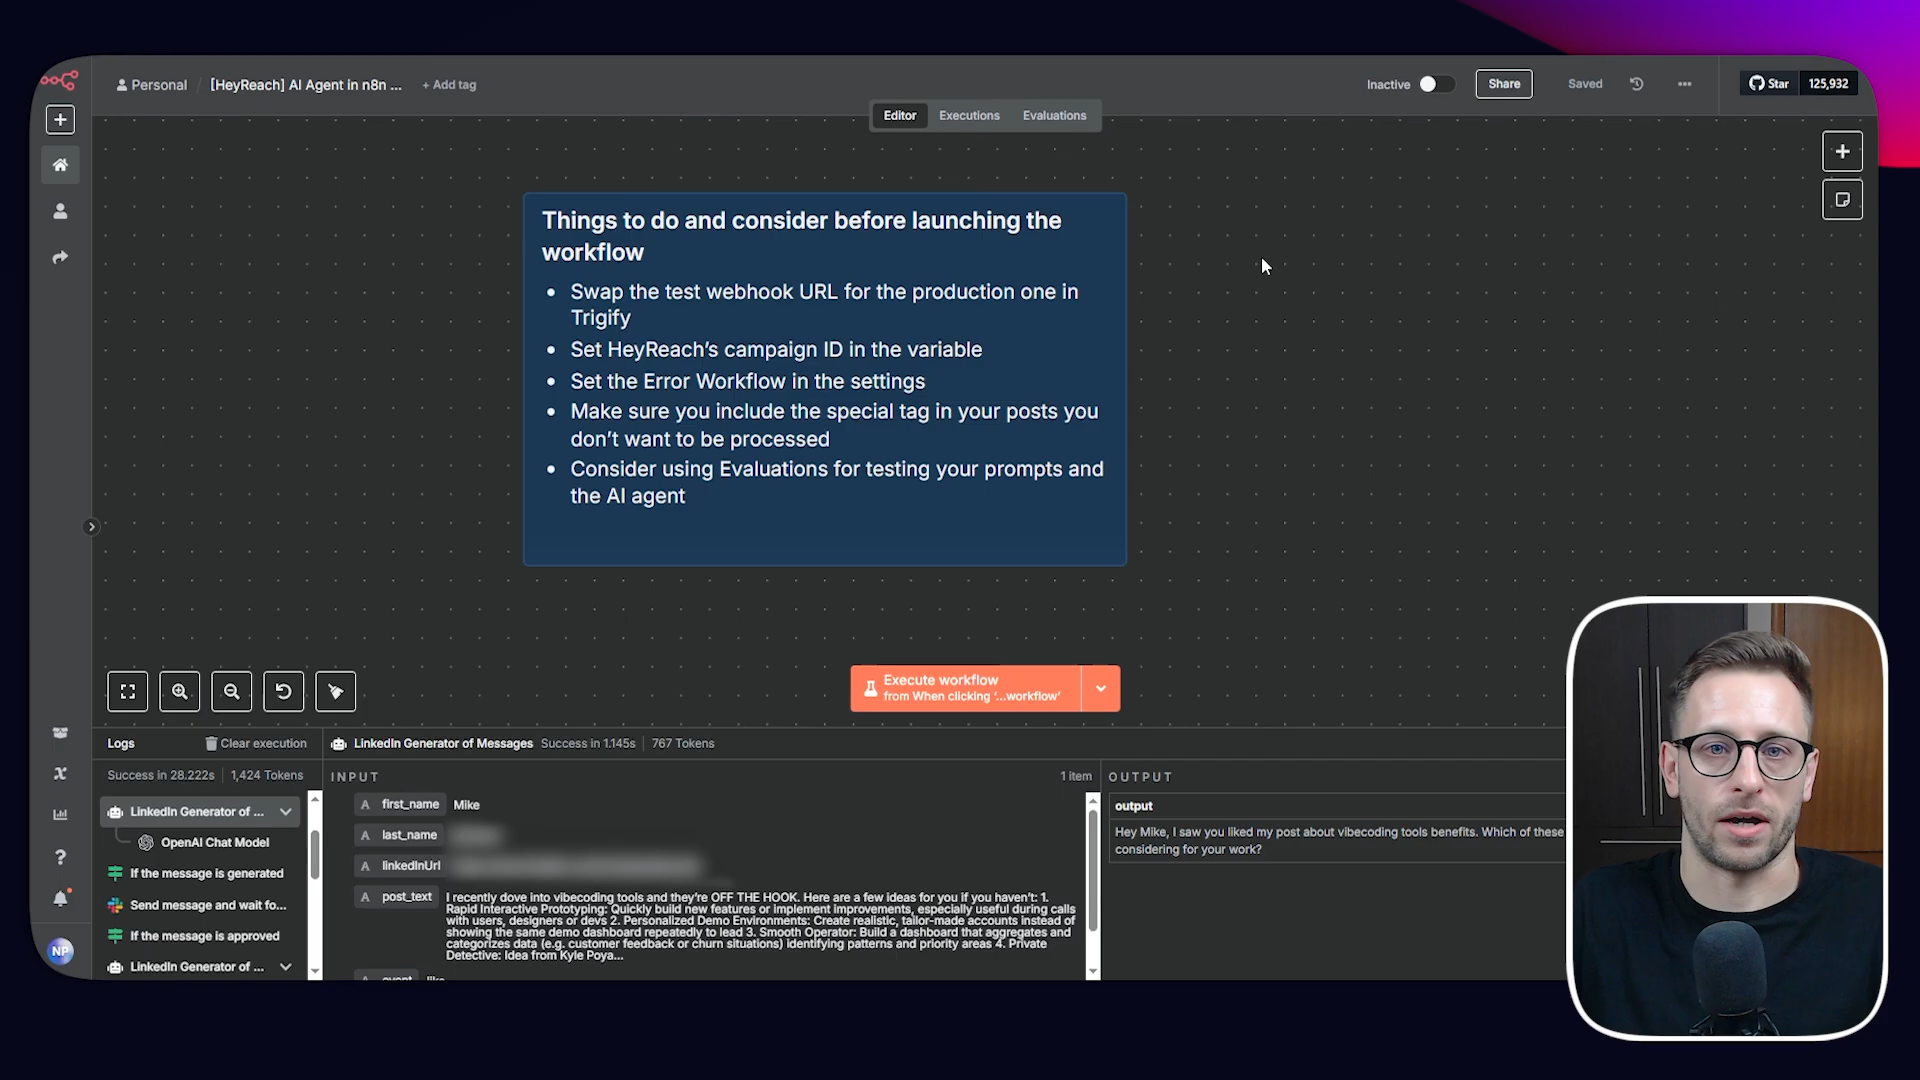 Personal / [HeyReach] AI Agent in n8n ... + Add tag
Inactive
Share
Saved
Star 125,932
Editor Executions Evaluations
Things to do and consider before launching the
workflow
• Swap the test webhook URL for the production one in
Trigify
• Set HeyReach’s campaign ID in the variable
• Set the Error Workflow in the settings
• Make sure you include the special tag in your posts you
don’t want to be processed
• Consider using Evaluations for testing your prompts and
the AI agent
Execute workflow
from When clicking ‘...workflow’
Logs
Clear execution
Success in 28.222s | 1,424 Tokens
LinkedIn Generator of ...
OpenAI Chat Model
If the message is generated
Send message and wait fo...
If the message is approved
LinkedIn Generator of ...
NP
LinkedIn Generator of Messages Success in 1.145s | 767 Tokens
INPUT
1 item
A first_name Mike
A last_name
A linkedInUrl
A post_text
I recently dove into vibecoding tools and they’re OFF THE HOOK. Here are a few ideas for you if you haven’t: 1.
Rapid Interactive Prototyping: Quickly build new features or implement improvements, especially useful during calls
with users, designers or devs 2. Personalized Demo Environments: Create realistic, tailor-made accounts instead of
showing the same demo dashboard repeatedly to lead 3. Smooth Operator: Build a dashboard that aggregates and
categorizes data (e.g. customer feedback or churn situations) identifying patterns and priority areas 4. Private
Detective: Idea from Kyle Poya...
A event like
OUTPUT
output
Hey Mike, I saw you liked my post about vibecoding tools benefits. Which of these
considering for your work?